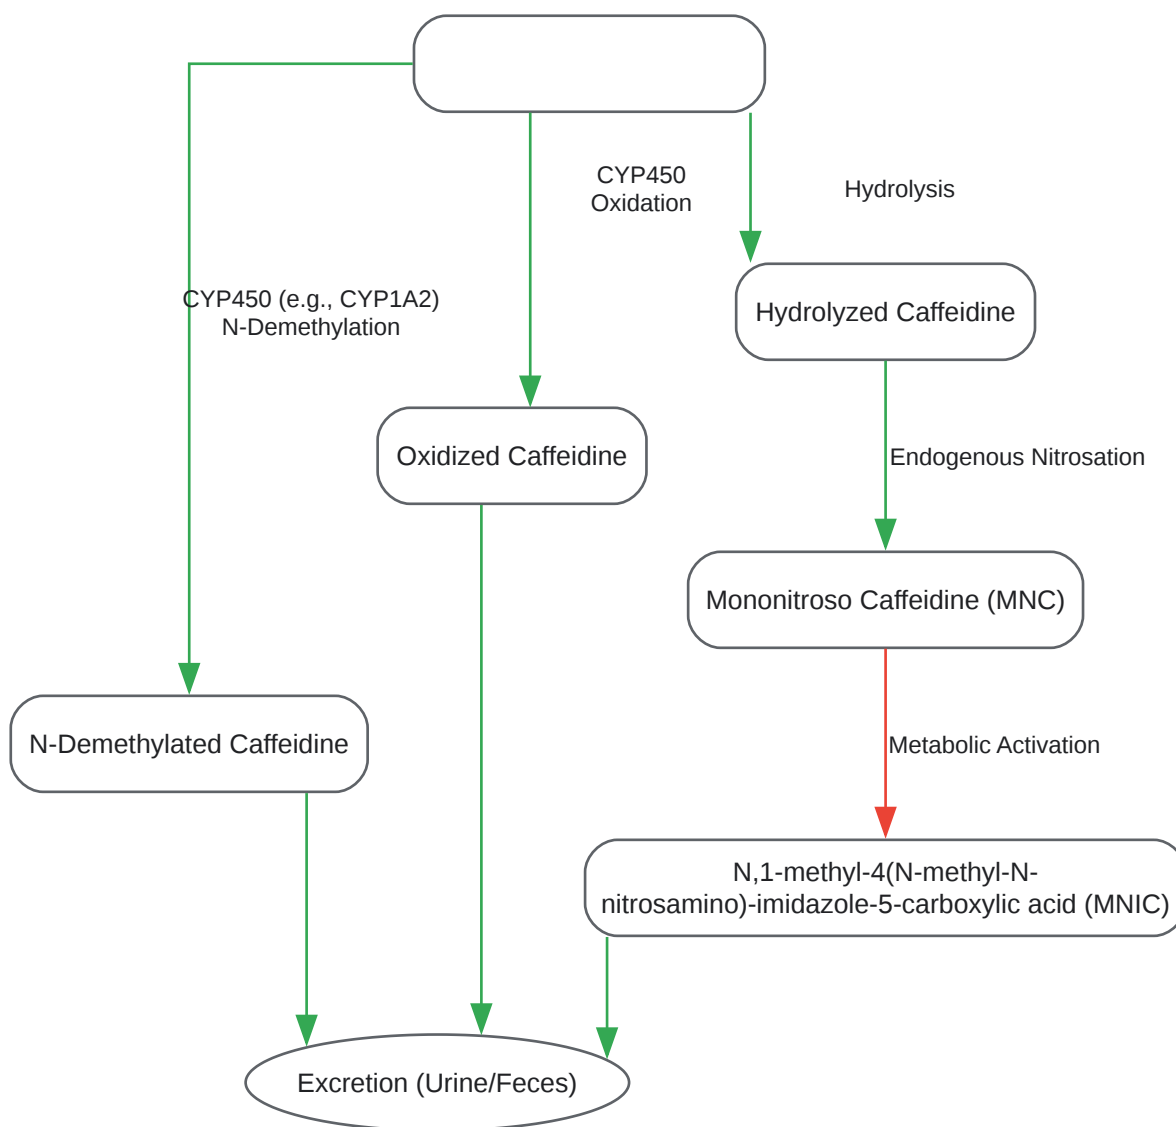 CYP450
Oxidation
Hydrolysis
CYP450 (e.g., CYP1A2)
N-Demethylation
Hydrolyzed Caffeidine
Oxidized Caffeidine
Endogenous Nitrosation
Mononitroso Caffeidine (MNC)
N-Demethylated Caffeidine
Metabolic Activation
N,1-methyl-4(N-methyl-N-
nitrosamino)-imidazole-5-carboxylic acid (MNIC)
Excretion (Urine/Feces)